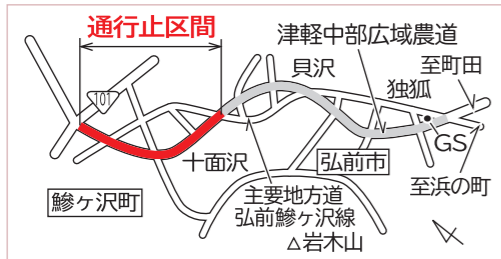 通行止区間
津軽中部広域農道
101
貝沢
独狐
至町田
GS
十面沢
弘前市
至浜の町
鰺ヶ沢町
主要地方道
弘前鰺ヶ沢線
△岩木山